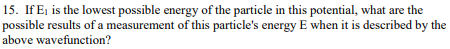 15. If E₁ is the lowest possible energy of the particle in this potential, what are the
possible results of a measurement of this particle's energy E when it is described by the
above wavefunction?